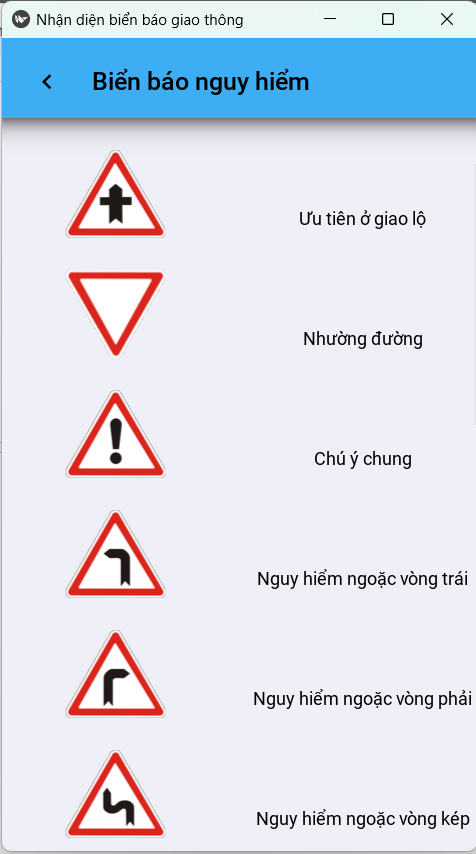 Nhận diện biển báo giao thông
Biển báo nguy hiểm
Ưu tiên ở giao lộ
Nhường đường
Chú ý chung
Nguy hiểm ngoặc vòng trái
Nguy hiểm ngoặc vòng phải
Nguy hiểm ngoặc vòng kép